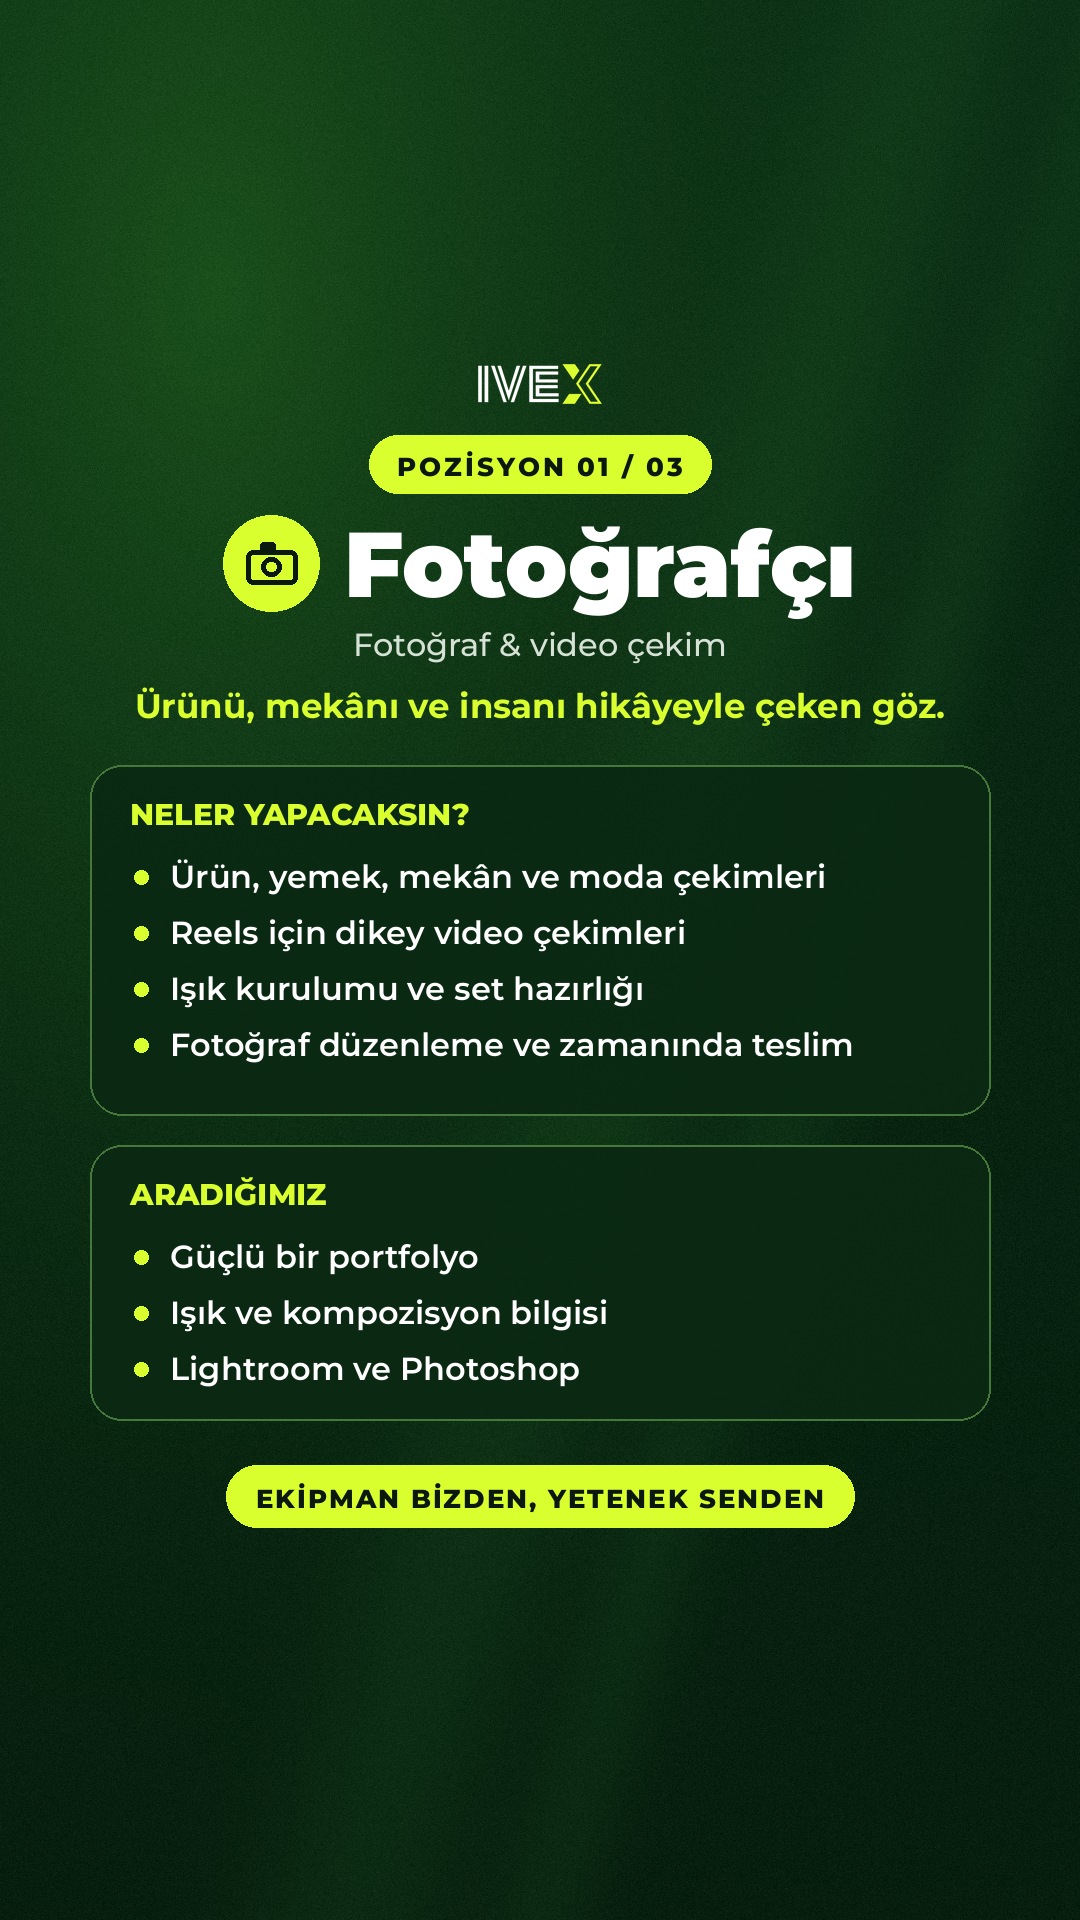 IVEX
POZİSYON 01 / 03
Fotoğrafçı
Fotoğraf & video çekim
Ürünü, mekânı ve insanı hikâyeyle çeken göz.
NELER YAPACAKSIN?
Ürün, yemek, mekân ve moda çekimleri
Reels için dikey video çekimleri
Işık kurulumu ve set hazırlığı
Fotoğraf düzenleme ve zamanında teslim
ARADIĞIMIZ
Güçlü bir portfolyo
Işık ve kompozisyon bilgisi
Lightroom ve Photoshop
EKİPMAN BİZDEN, YETENEK SENDEN